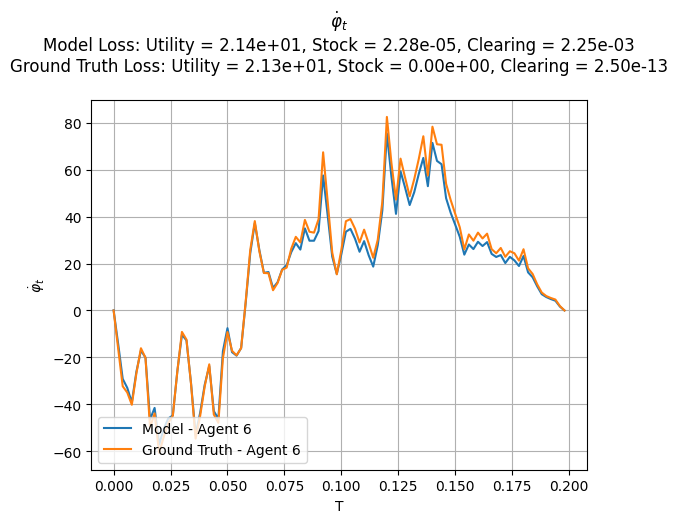 φ̇_t
Model Loss: Utility = 2.14e+01, Stock = 2.28e-05, Clearing = 2.25e-03
Ground Truth Loss: Utility = 2.13e+01, Stock = 0.00e+00, Clearing = 2.50e-13
80
60
40
20
0
−20
−40
−60
φ̇_t
Model - Agent 6
Ground Truth - Agent 6
0.000 0.025 0.050 0.075 0.100 0.125 0.150 0.175 0.200
T